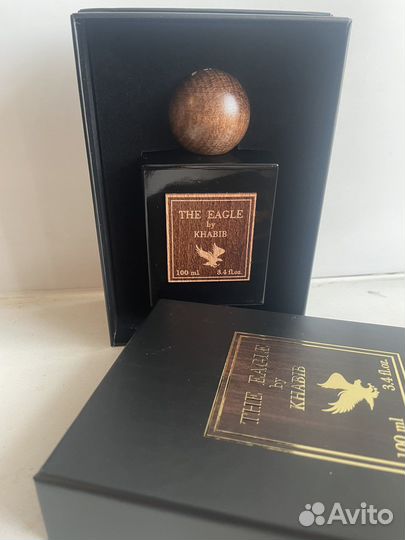 THE EAGLE
by
KHABIB
100 ml 3.4 fl.oz.
THE EAGLE
by
KHABIB
100 ml 3.4 fl.oz.
Avito